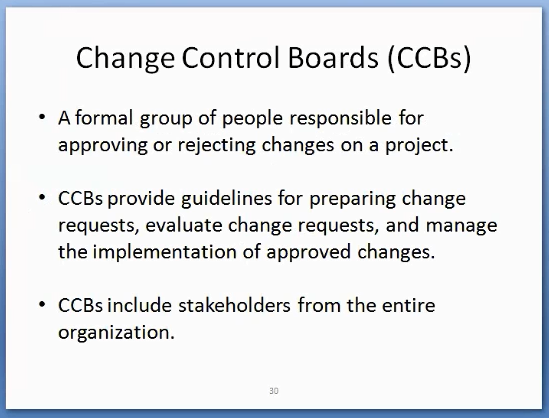 Change Control Boards (CCBs)
• A formal group of people responsible for
approving or rejecting changes on a project.
• CCBs provide guidelines for preparing change
requests, evaluate change requests, and manage
the implementation of approved changes.
• CCBs include stakeholders from the entire
organization.
30